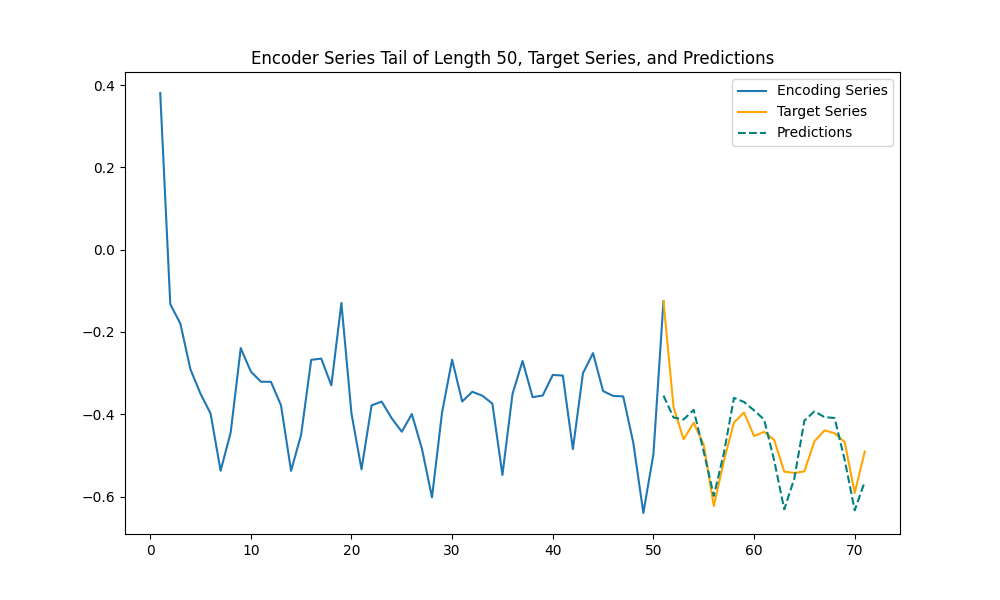 Encoder Series Tail of Length 50, Target Series, and Predictions
Encoding Series
Target Series
Predictions
0.4
0.2
0.0
−0.2
−0.4
−0.6
0 10 20 30 40 50 60 70